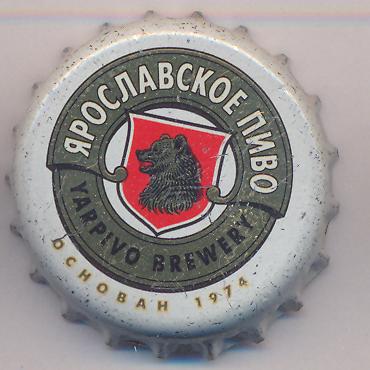 ЯРОСЛАВСКОЕ ПИВО
YARPIVO BREWERY
ОСНОВАН 1974